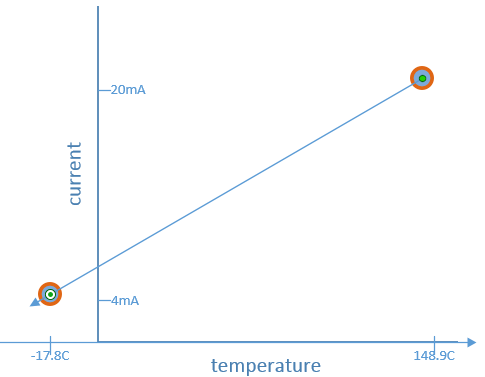 20mA
current
4mA
-17.8C
148.9C
temperature